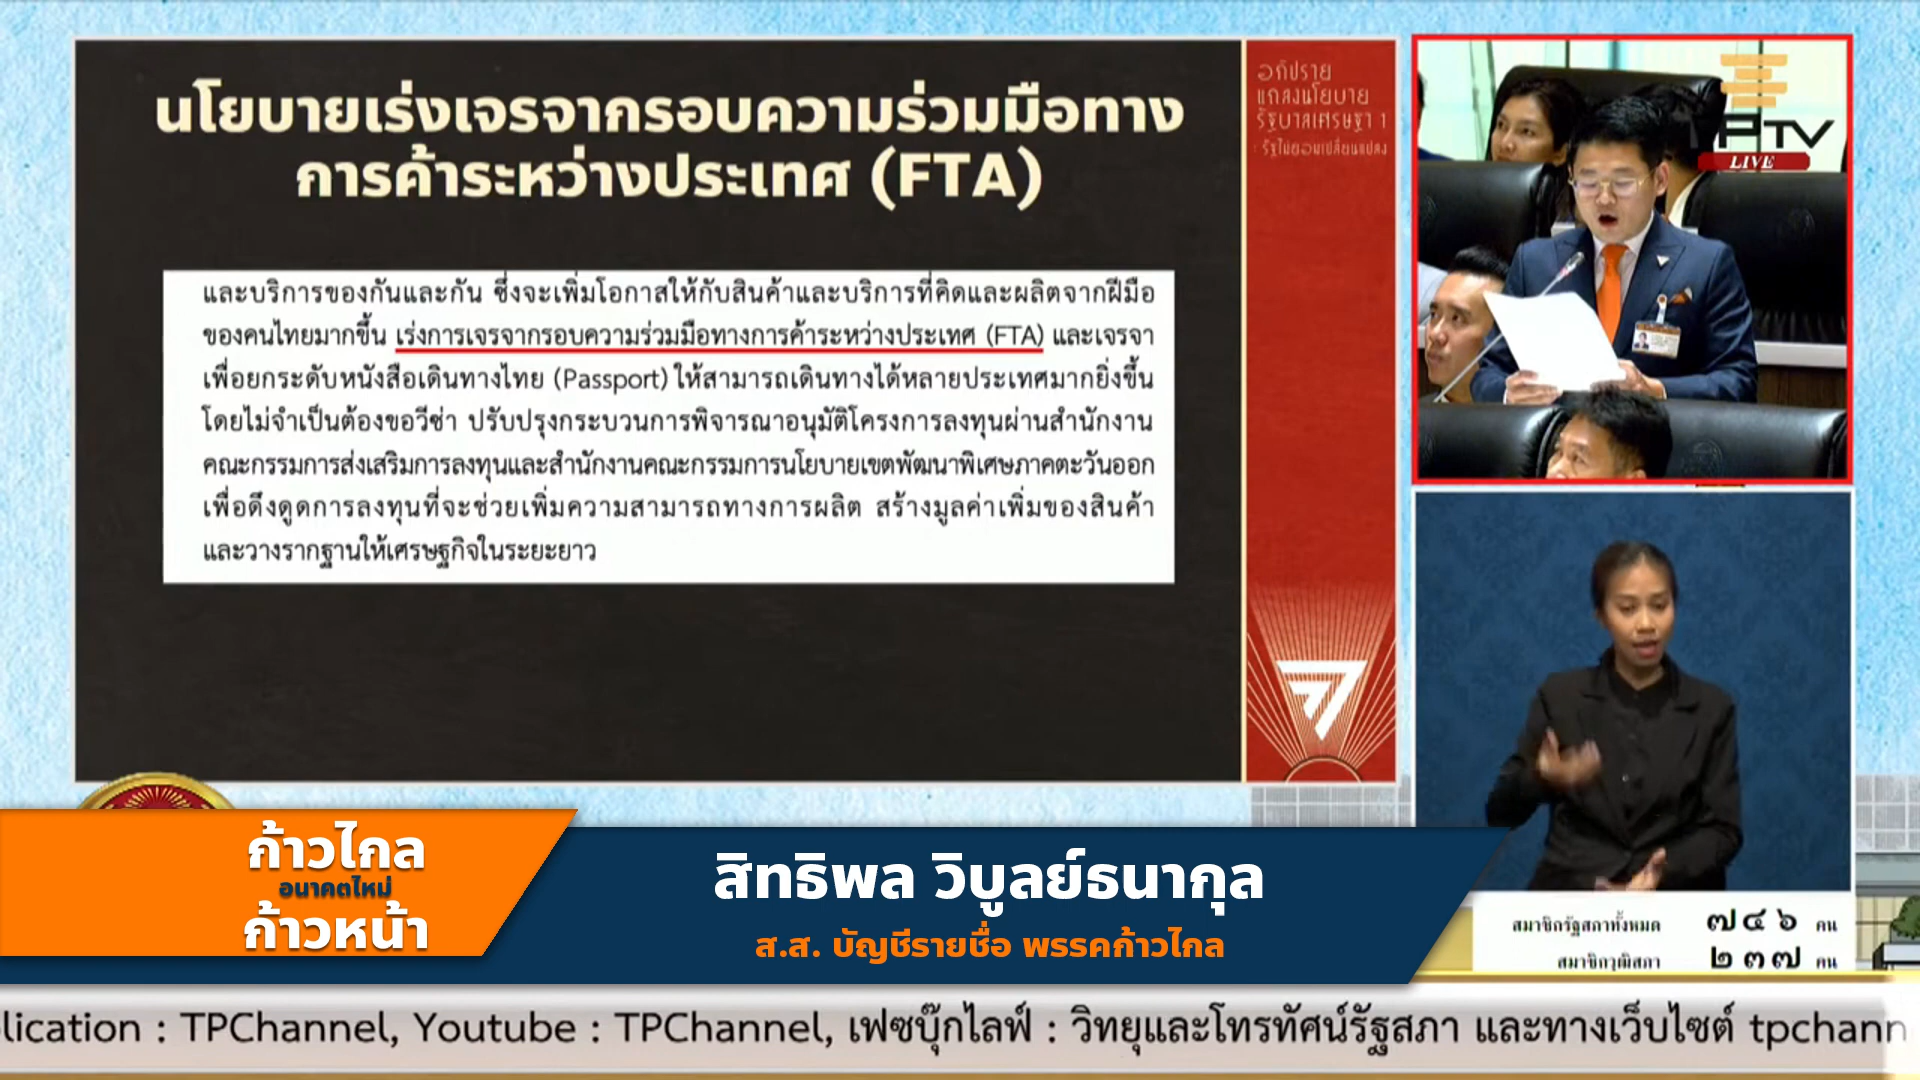 นโยบายเร่งเจรจากรอบความร่วมมือทาง
การค้าระหว่างประเทศ (FTA)
และบริการของกันและกัน ซึ่งจะเพิ่มโอกาสให้กับสินค้าและบริการที่คิดและผลิตจากฝีมือ
ของคนไทยมากขึ้น เร่งการเจรจากรอบความร่วมมือทางการค้าระหว่างประเทศ (FTA) และเจรจา
เพื่อยกระดับหนังสือเดินทางไทย (Passport) ให้สามารถเดินทางได้หลายประเทศมากยิ่งขึ้น
โดยไม่จำเป็นต้องขอวีซ่า ปรับปรุงกระบวนการพิจารณาอนุมัติโครงการลงทุนผ่านสำนักงาน
คณะกรรมการส่งเสริมการลงทุนและสำนักงานคณะกรรมการนโยบายเขตพัฒนาพิเศษภาคตะวันออก
เพื่อดึงดูดการลงทุนที่จะช่วยเพิ่มความสามารถทางการผลิต สร้างมูลค่าเพิ่มของสินค้า
และวางรากฐานให้เศรษฐกิจในระยะยาว
อภิปราย
แถลงนโยบาย
รัฐบาลเศรษฐา 1
: รัฐไม่ยอมเปลี่ยนแปลง
PTV
LIVE
ก้าวไกล
อนาคตใหม่
ก้าวหน้า
สิทธิพล วิบูลย์ธนากุล
ส.ส. บัญชีรายชื่อ พรรคก้าวไกล
สมาชิกรัฐสภาทั้งหมด ๗๔๖ คน
สมาชิกวุฒิสภา ๒๓๗ คน
lication : TPChannel, Youtube : TPChannel, เฟซบุ๊กไลฟ์ : วิทยุและโทรทัศน์รัฐสภา และทางเว็บไซต์ tpchann